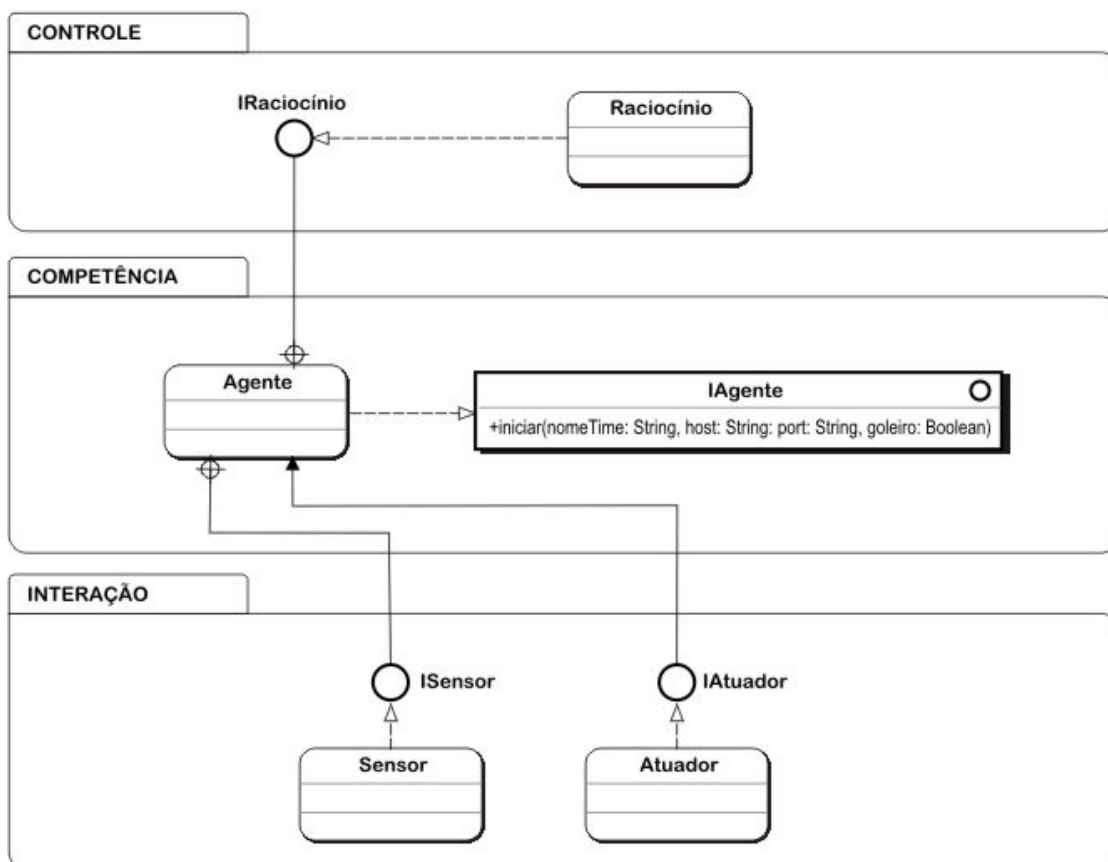 CONTROLE
IRaciocínio
Raciocínio
COMPETÊNCIA
Agente
IAgente
+iniciar(nomeTime: String, host: String: port: String, goleiro: Boolean)
INTERAÇÃO
ISensor
IAtuador
Sensor
Atuador